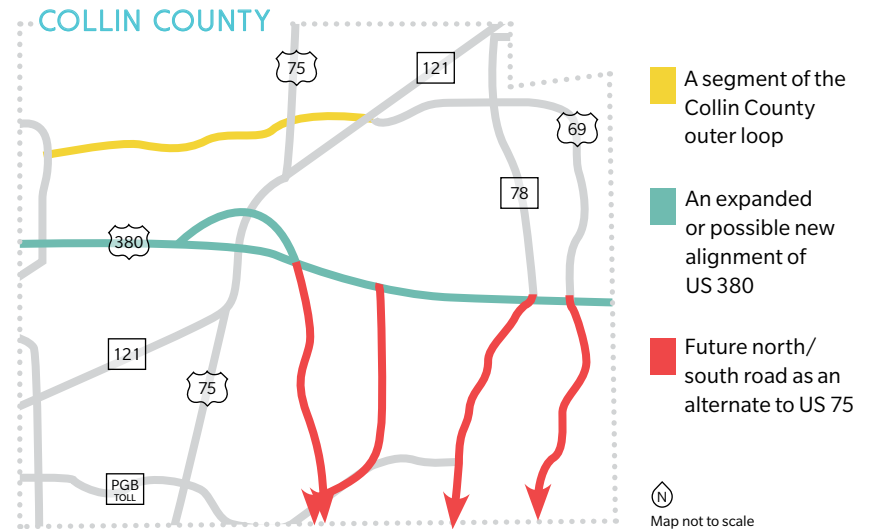 COLLIN COUNTY
75
121
69
78
380
121
75
PGB
TOLL
A segment of the
Collin County
outer loop
An expanded
or possible new
alignment of
US 380
Future north/
south road as an
alternate to US 75
N
Map not to scale